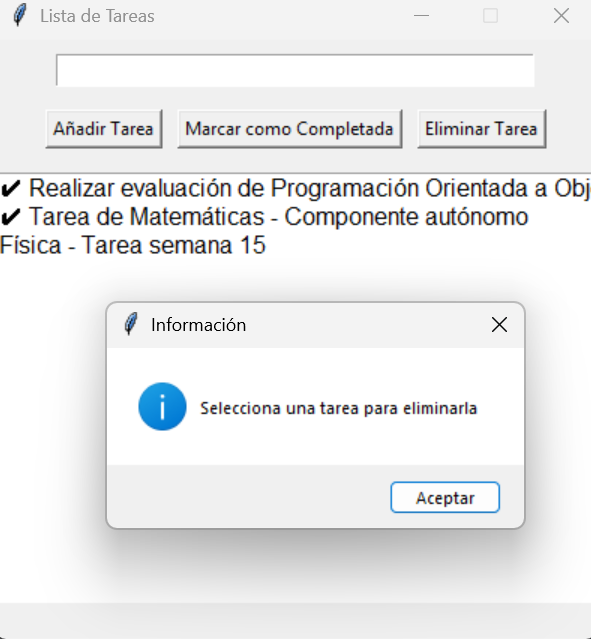 Lista de Tareas
Añadir Tarea Marcar como Completada Eliminar Tarea
✔ Realizar evaluación de Programación Orientada a Obj
✔ Tarea de Matemáticas - Componente autónomo
Física - Tarea semana 15
Información
Selecciona una tarea para eliminarla
Aceptar